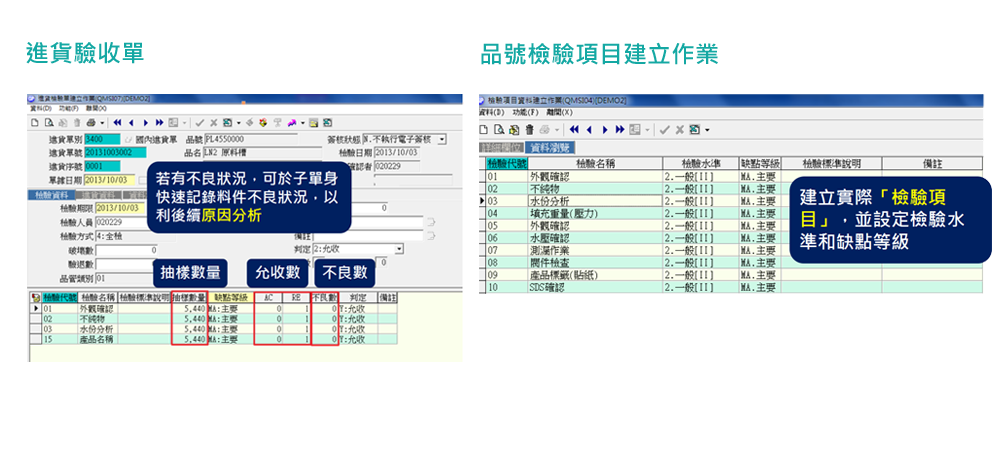 進貨驗收單
品號檢驗項目建立作業
進貨檢驗單建立作業(QMSI07)[DEMO2]
資料(D) 功能(F) 離開(X)
進貨單別 3400 國內進貨單 品號 PL4550000 簽核狀態 N.不執行電子簽核
進貨單號 20131003002 品名 LN2 原料槽 檢驗日期 2013/10/03
進貨序號 0001 確認者 020229
單據日期 2013/10/03
若有不良狀況，可於子單身
快速記錄料件不良狀況，以
利後續原因分析
檢驗資料
檢驗期限 2013/10/03 0
檢驗人員 020229
檢驗方式 4:全檢 備註
破壞數 0 判定 2:允收
驗退數
品管類別 01
抽樣數量 允收數 不良數
檢驗代號 檢驗名稱 檢驗標準說明 抽樣數量 缺點等級 AC RE 不良數 判定 備註
01 外觀確認 5,440 MA:主要 0 1 0 Y:允收
02 不純物 5,440 MA:主要 0 1 0 Y:允收
03 水份分析 5,440 MA:主要 0 1 0 Y:允收
15 產品名稱 5,440 MA:主要 0 1 0 Y:允收
檢驗項目資料建立作業(QMSI04)[DEMO2]
資料(D) 功能(F) 離開(X)
詳細欄位 資料瀏覽
檢驗代號 檢驗名稱 檢驗水準 缺點等級 檢驗標準說明 備註
01 外觀確認 2.一般[II] MA.主要
02 不純物 2.一般[II] MA.主要
03 水份分析 2.一般[II] MA.主要
04 填充重量(壓力) 2.一般[II] MA.主要
05 外觀確認 2.一般[II] MA.主要
06 水壓確認 2.一般[II] MA.主要
07 測漏作業 2.一般[II] MA.主要
08 閥件檢查 2.一般[II] MA.主要
09 產品標籤(貼紙) 2.一般[II] MA.主要
10 SDS確認 2.一般[II] MA.主要
建立實際「檢驗項
目」，並設定檢驗水
準和缺點等級